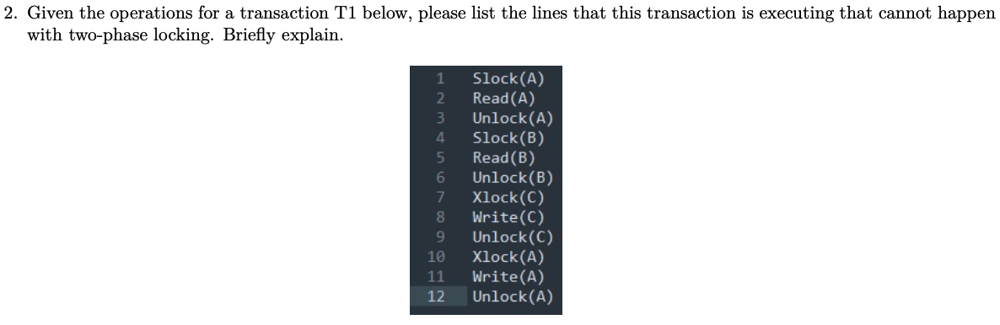 2. Given the operations for a transaction T1 below, please list the lines that this transaction is executing that cannot happen
with two-phase locking. Briefly explain.
1 Slock(A)
2 Read(A)
3 Unlock(A)
4 Slock(B)
5 Read(B)
6 Unlock(B)
7 Xlock(C)
8 Write(C)
9 Unlock(C)
10 Xlock(A)
11 Write(A)
12 Unlock(A)